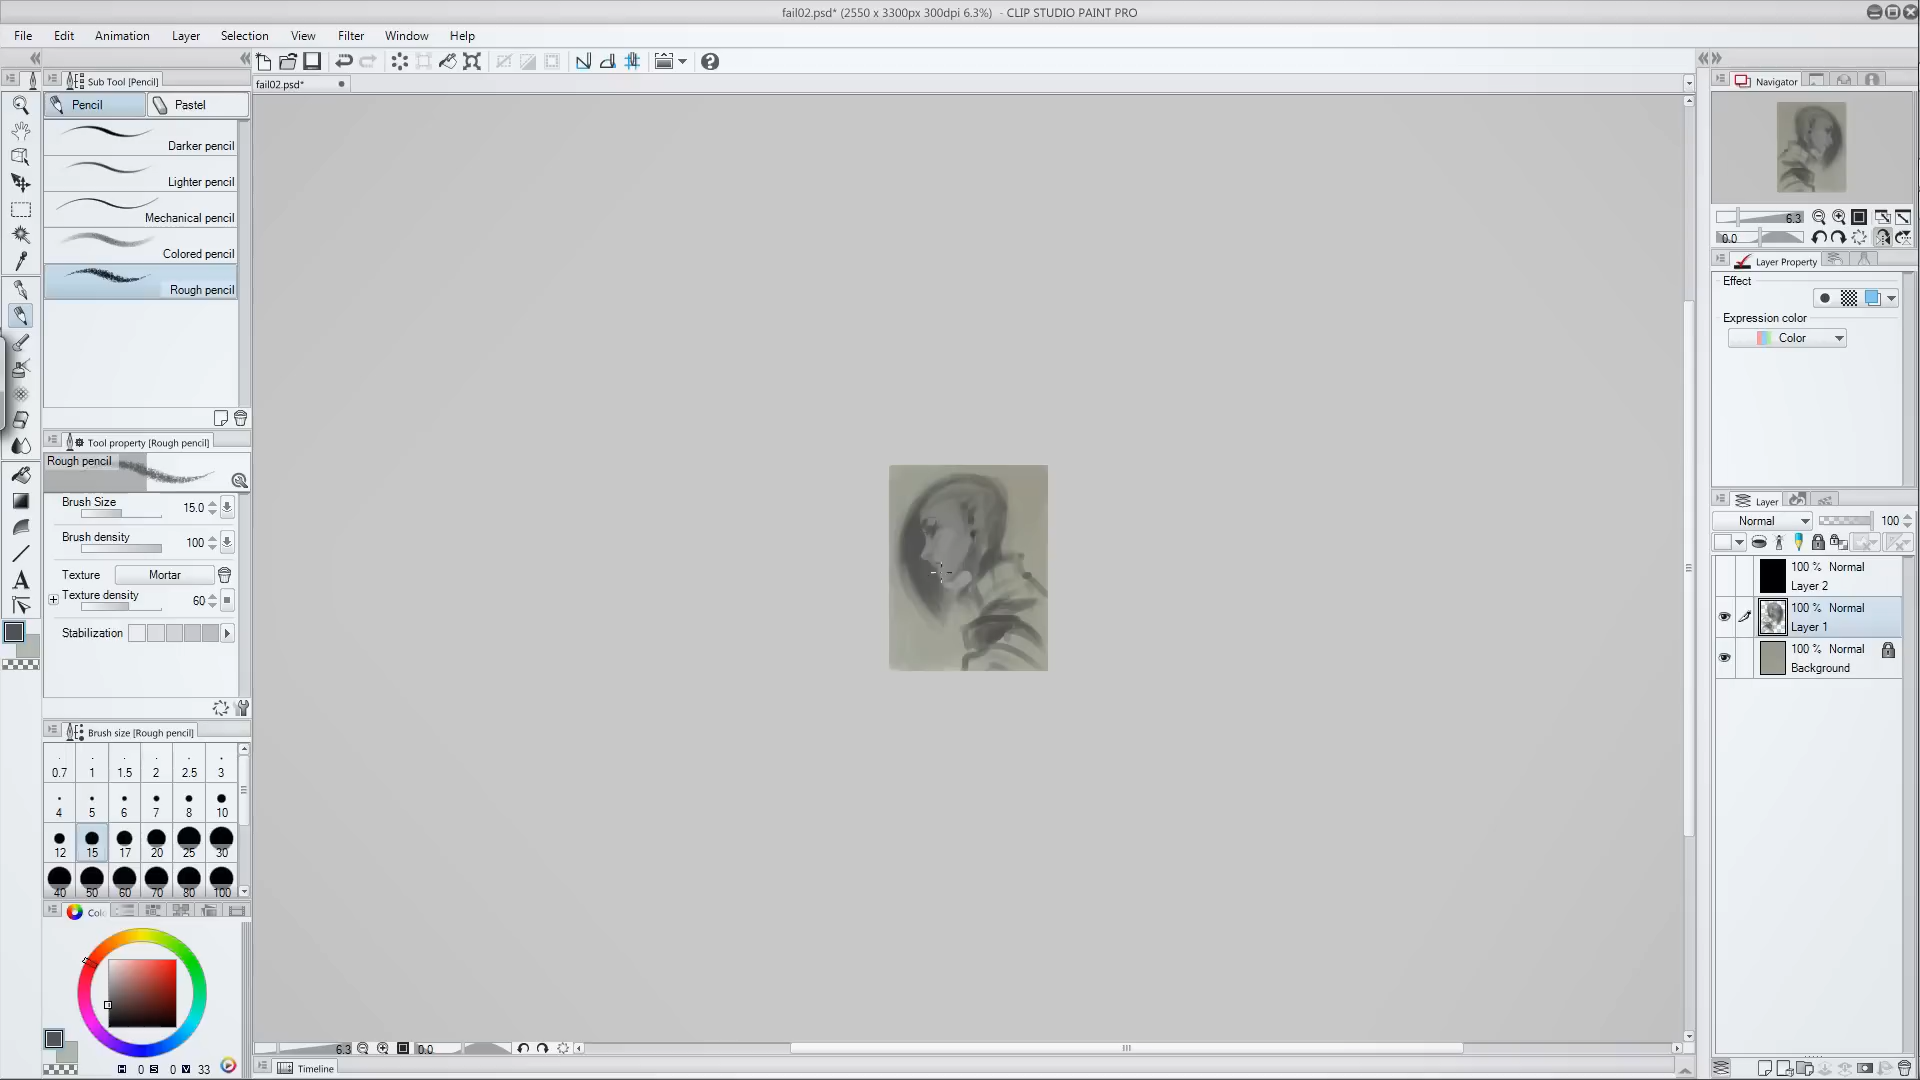 fail02.psd* (2550 x 3300px 300dpi 6.3%) - CLIP STUDIO PAINT PRO
File Edit Animation Layer Selection View Filter Window Help
Sub Tool [Pencil]
fail02.psd*
Navigator
Pencil Pastel
Darker pencil
Lighter pencil
Mechanical pencil
Colored pencil
Rough pencil
Tool property [Rough pencil]
Rough pencil
Brush Size 15.0
Brush density 100
Texture Mortar
Texture density 60
Stabilization
Brush size [Rough pencil]
0.7 1 1.5 2 2.5 3
4 5 6 7 8 10
12 15 17 20 25 30
40 50 60 70 80 100
Colo
H 0 S 0 V 33
6.3 0.0
Timeline
6.3
0.0
Layer Property
Effect
Expression color
Color
Layer
Normal 100
100 % Normal
Layer 2
100 % Normal
Layer 1
100 % Normal
Background